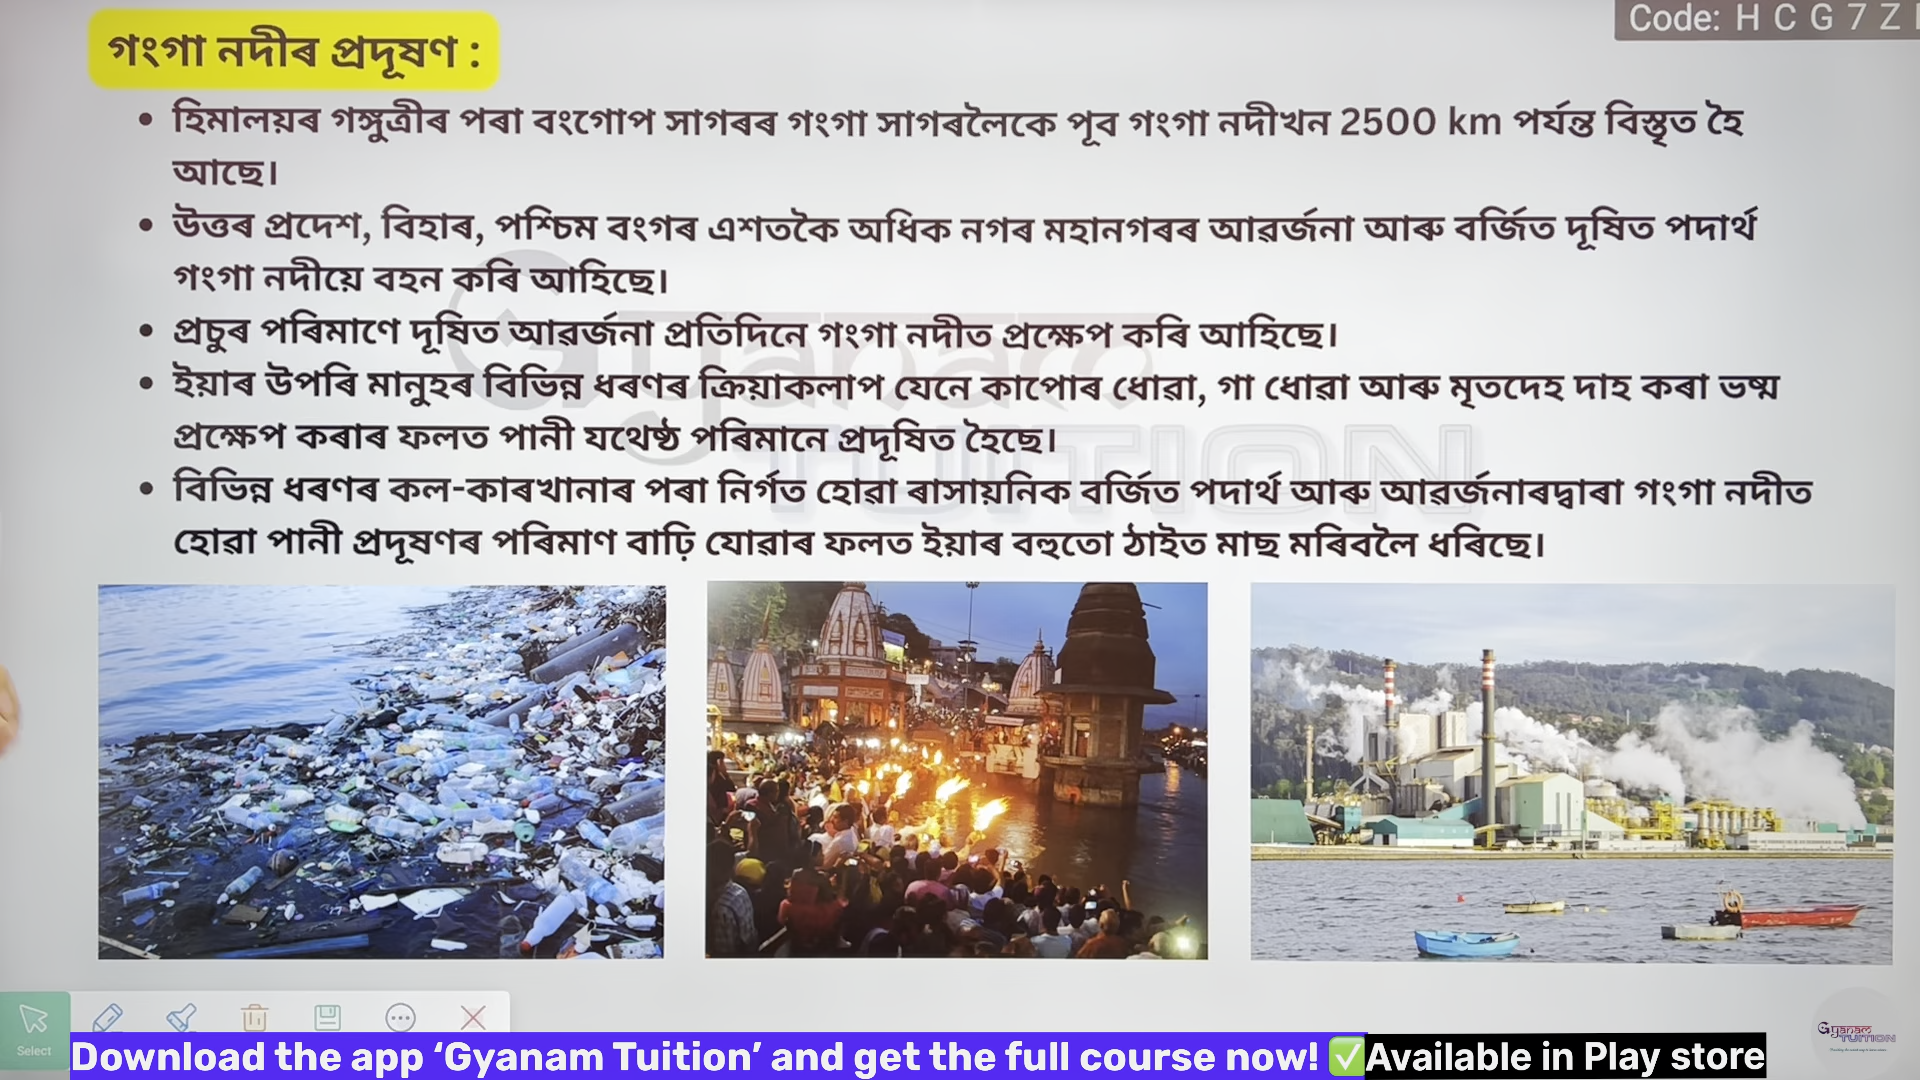 Code: H C G 7 Z
গংগা নদীৰ প্ৰদূষণ :
• হিমালয়ৰ গঙ্গুত্ৰীৰ পৰা বংগোপ সাগৰৰ গংগা সাগৰলৈকে পূব গংগা নদীখন 2500 km পৰ্যন্ত বিস্তৃত হৈ
আছে।
• উত্তৰ প্ৰদেশ, বিহাৰ, পশ্চিম বংগৰ এশতকৈ অধিক নগৰ মহানগৰৰ আৱৰ্জনা আৰু বৰ্জিত দূষিত পদাৰ্থ
গংগা নদীয়ে বহন কৰি আহিছে।
• প্ৰচুৰ পৰিমাণে দূষিত আৱৰ্জনা প্ৰতিদিনে গংগা নদীত প্ৰক্ষেপ কৰি আহিছে।
• ইয়াৰ উপৰি মানুহৰ বিভিন্ন ধৰণৰ ক্ৰিয়াকলাপ যেনে কাপোৰ ধোৱা, গা ধোৱা আৰু মৃতদেহ দাহ কৰা ভষ্ম
প্ৰক্ষেপ কৰাৰ ফলত পানী যথেষ্ঠ পৰিমানে প্ৰদূষিত হৈছে।
• বিভিন্ন ধৰণৰ কল-কাৰখানাৰ পৰা নিৰ্গত হোৱা ৰাসায়নিক বৰ্জিত পদাৰ্থ আৰু আৱৰ্জনাৰদ্বাৰা গংগা নদীত
হোৱা পানী প্ৰদূষণৰ পৰিমাণ বাঢ়ি যোৱাৰ ফলত ইয়াৰ বহুতো ঠাইত মাছ মৰিবলৈ ধৰিছে।
Gyanam
TUITION
Select
Gyanam
TUITION
Download the app ‘Gyanam Tuition’ and get the full course now! ✅Available in Play store